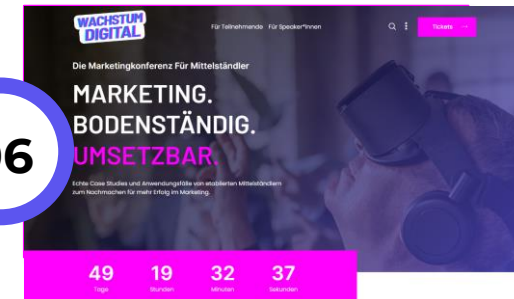 WACHSTUM
DIGITAL
Für Teilnehmende Für Speaker*innen
Tickets →
Die Marketingkonferenz Für Mittelständler
MARKETING.
BODENSTÄNDIG.
UMSETZBAR.
6
Echte Case Studies und Anwendungsfälle von etablierten Mittelständlern
zum Nachmachen für mehr Erfolg im Marketing.
49 19 32 37
Tage Stunden Minuten Sekunden